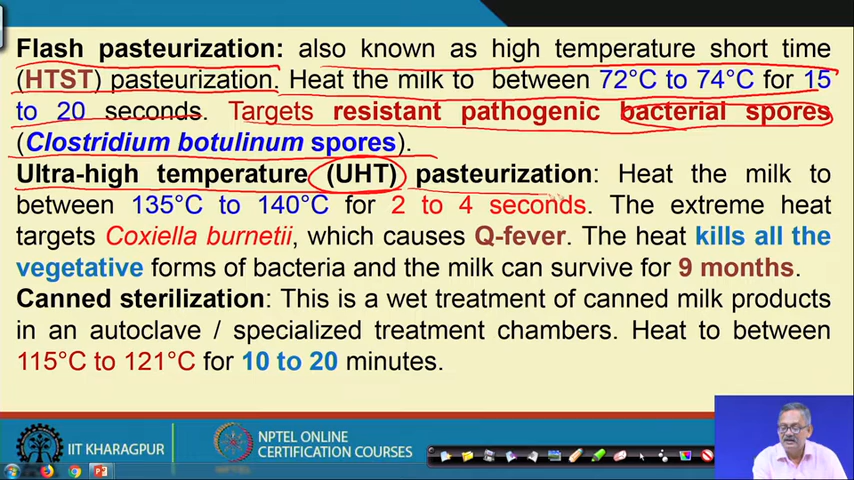 Flash pasteurization: also known as high temperature short time
(HTST) pasteurization. Heat the milk to between 72°C to 74°C for 15
to 20 seconds. Targets resistant pathogenic bacterial spores
(Clostridium botulinum spores).
Ultra-high temperature (UHT) pasteurization: Heat the milk to
between 135°C to 140°C for 2 to 4 seconds. The extreme heat
targets Coxiella burnetii, which causes Q-fever. The heat kills all the
vegetative forms of bacteria and the milk can survive for 9 months.
Canned sterilization: This is a wet treatment of canned milk products
in an autoclave / specialized treatment chambers. Heat to between
115°C to 121°C for 10 to 20 minutes.
IIT KHARAGPUR
NPTEL
NPTEL ONLINE
CERTIFICATION COURSES